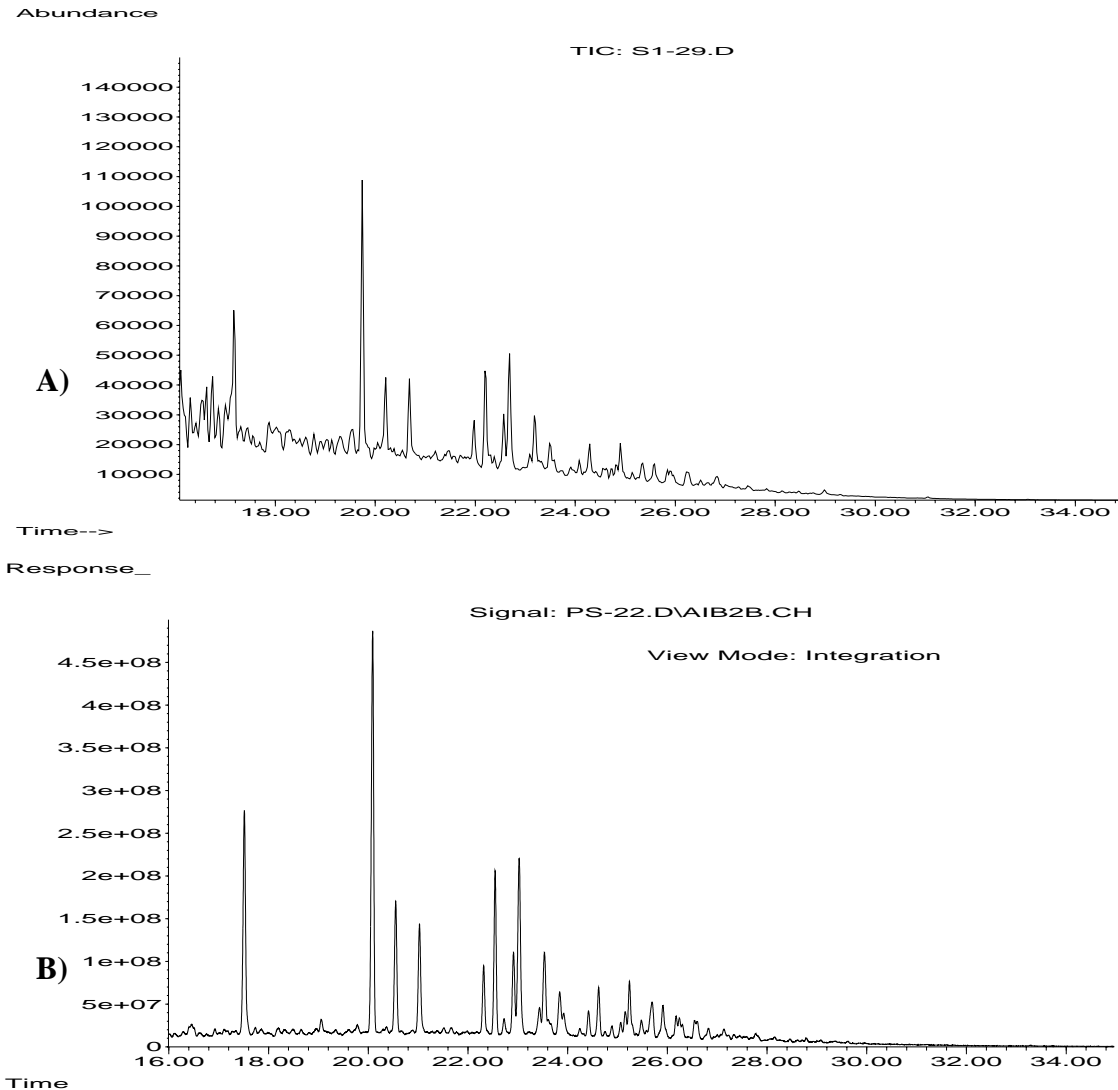 Abundance
TIC: S1-29.D
140000
130000
120000
110000
100000
90000
80000
70000
60000
50000
A)
40000
30000
20000
10000
18.00 20.00 22.00 24.00 26.00 28.00 30.00 32.00 34.00
Time-->
Response_
Signal: PS-22.D\AIB2B.CH
View Mode: Integration
4.5e+08
4e+08
3.5e+08
3e+08
2.5e+08
2e+08
1.5e+08
1e+08
B)
5e+07
0
16.00 18.00 20.00 22.00 24.00 26.00 28.00 30.00 32.00 34.00
Time